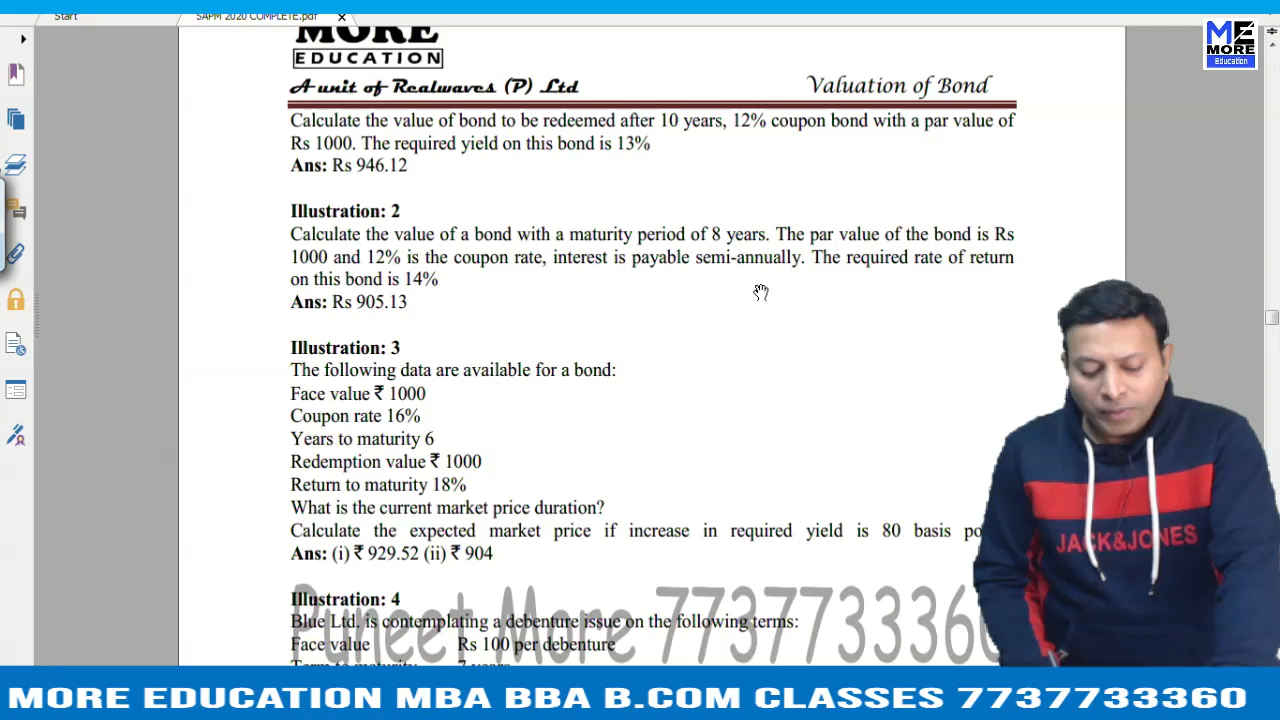 Start
SAPM 2020 COMPLETE.pdf
x
MORE
EDUCATION
A unit of Realwaves (P) Ltd
Valuation of Bond
ME
MORE
Education
Calculate the value of bond to be redeemed after 10 years, 12% coupon bond with a par value of
Rs 1000. The required yield on this bond is 13%
Ans: Rs 946.12
Illustration: 2
Calculate the value of a bond with a maturity period of 8 years. The par value of the bond is Rs
1000 and 12% is the coupon rate, interest is payable semi-annually. The required rate of return
on this bond is 14%
Ans: Rs 905.13
Illustration: 3
The following data are available for a bond:
Face value ₹ 1000
Coupon rate 16%
Years to maturity 6
Redemption value ₹ 1000
Return to maturity 18%
What is the current market price duration?
Calculate the expected market price if increase in required yield is 80 basis
Ans: (i) ₹ 929.52 (ii) ₹ 904
JACK&JONES
Illustration: 4
Puneet More 7737733360
Blue Ltd. is contemplating a debenture issue on the following terms:
Face value Rs 100 per debenture
Term to maturity 7 years
MORE EDUCATION MBA BBA B.COM CLASSES 7737733360